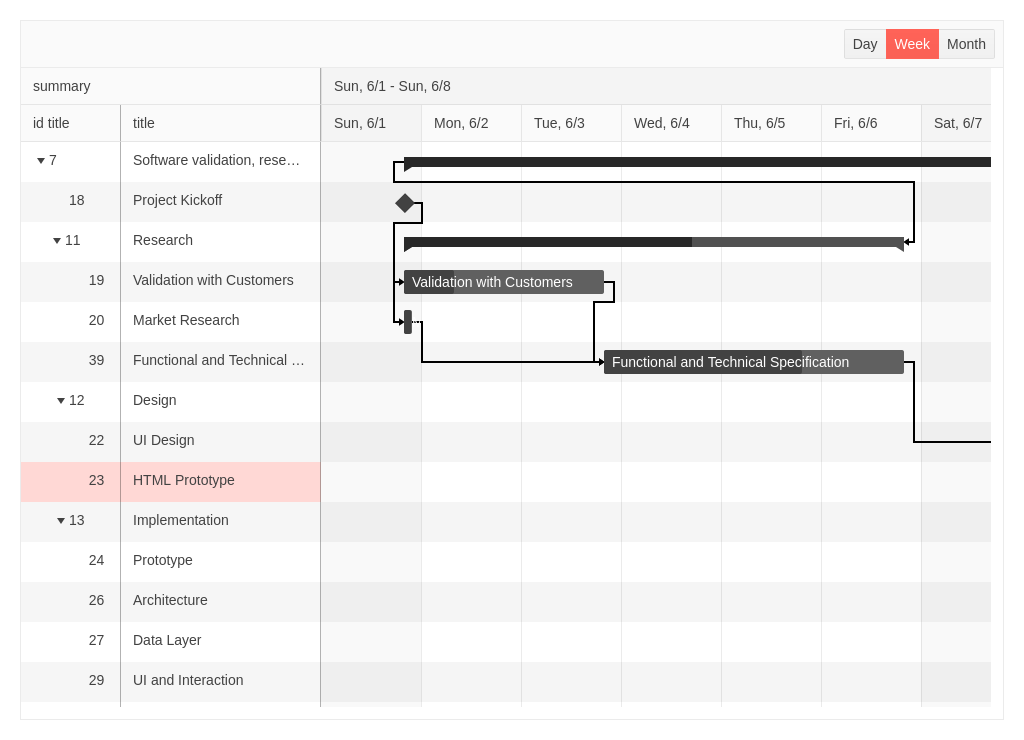 Day Week Month
summary
Sun, 6/1 - Sun, 6/8
id title
title
Sun, 6/1
Mon, 6/2
Tue, 6/3
Wed, 6/4
Thu, 6/5
Fri, 6/6
Sat, 6/7
7 Software validation, rese…
18 Project Kickoff
11 Research
19 Validation with Customers
Validation with Customers
20 Market Research
39 Functional and Technical …
Functional and Technical Specification
12 Design
22 UI Design
23 HTML Prototype
13 Implementation
24 Prototype
26 Architecture
27 Data Layer
29 UI and Interaction